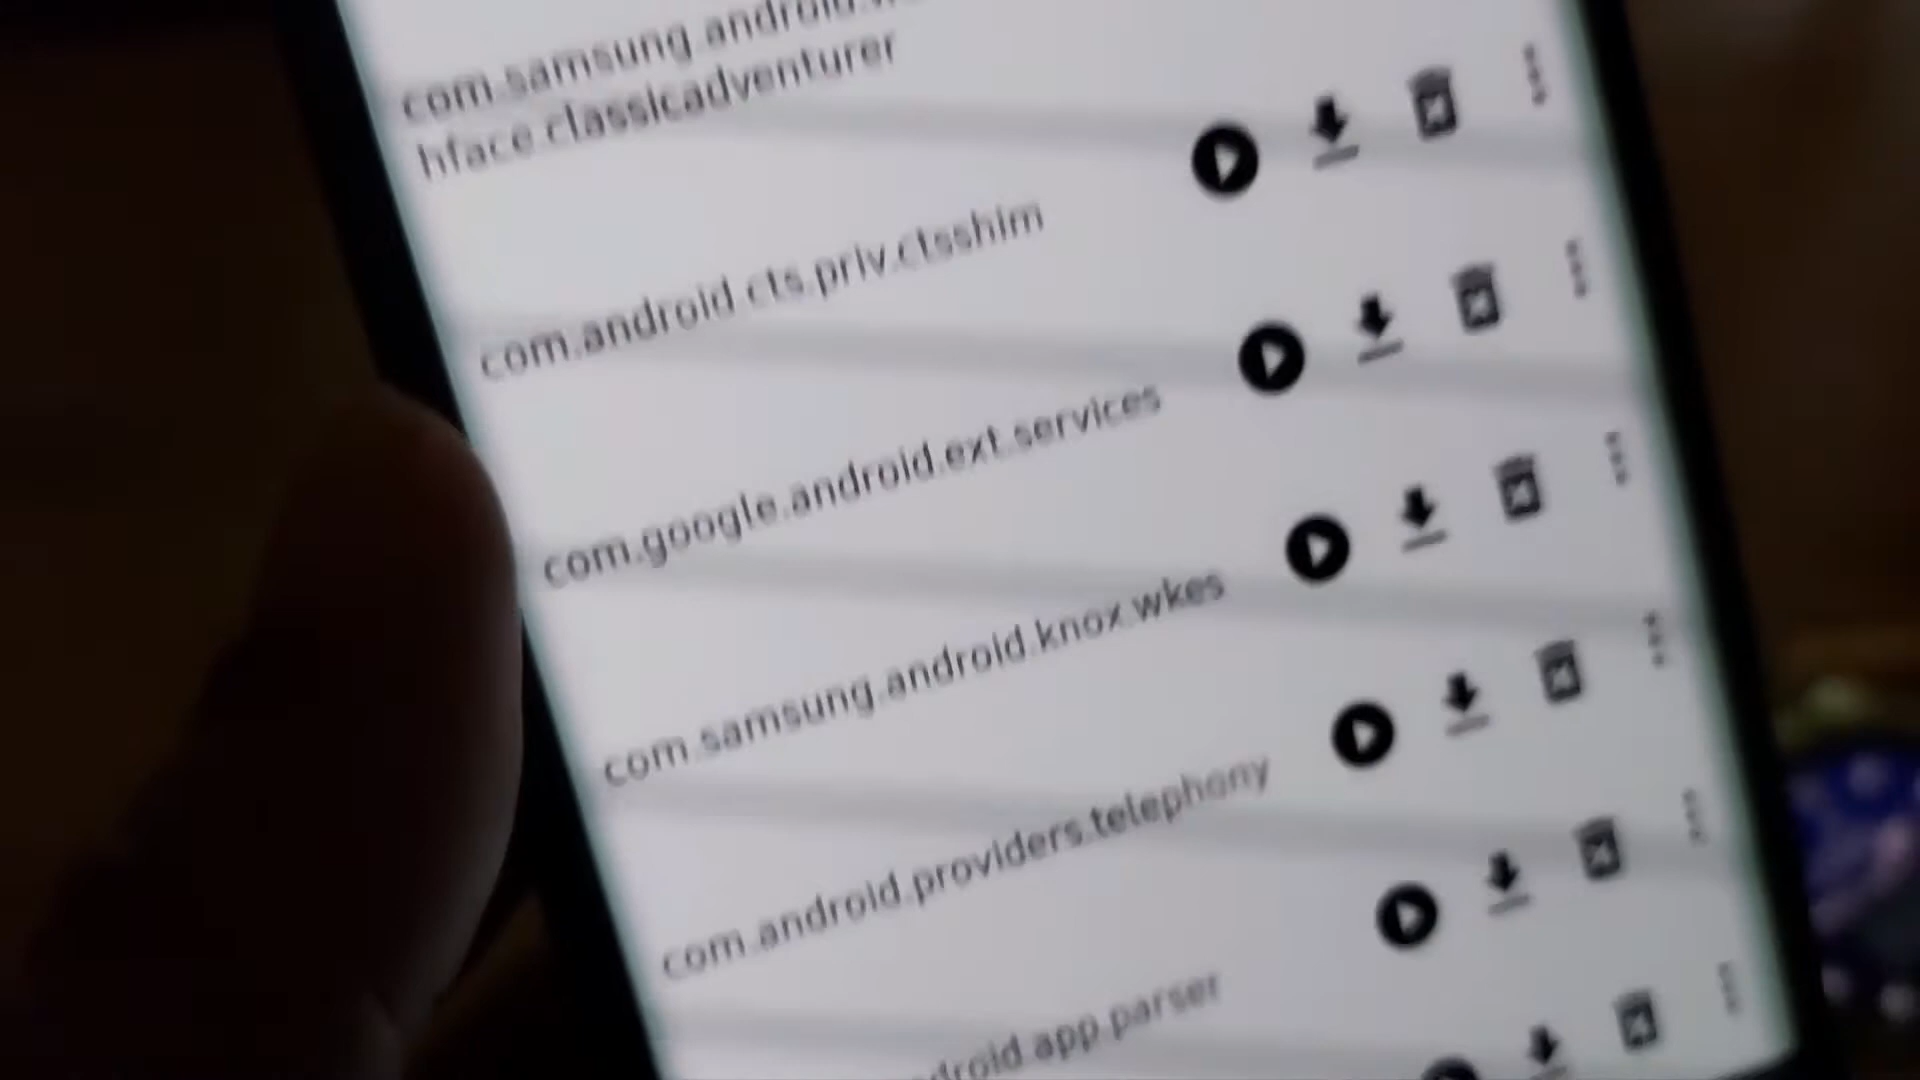 com.samsung.android.
hface.classicadventurer
com.android.cts.priv.ctsshim
com.google.android.ext.services
com.samsung.android.knox.wkes
com.android.providers.telephony
droid.app.parser